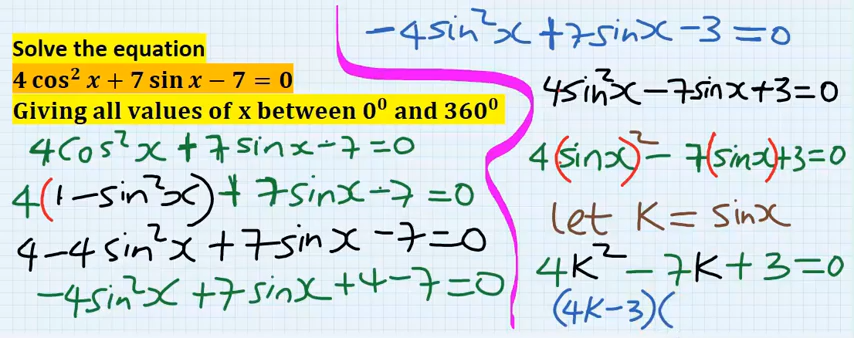 Solve the equation
4 cos² x + 7 sin x − 7 = 0
Giving all values of x between 0⁰ and 360⁰
4cos²x + 7sinx - 7 = 0
4(1 - sin²x) + 7sinx - 7 = 0
4 - 4sin²x + 7sinx - 7 = 0
-4sin²x + 7sinx + 4 - 7 = 0
-4sin²x + 7sinx - 3 = 0
4sin²x - 7sinx + 3 = 0
4(sinx)² - 7(sinx) + 3 = 0
let K = sinx
4K² - 7K + 3 = 0
(4K - 3)(